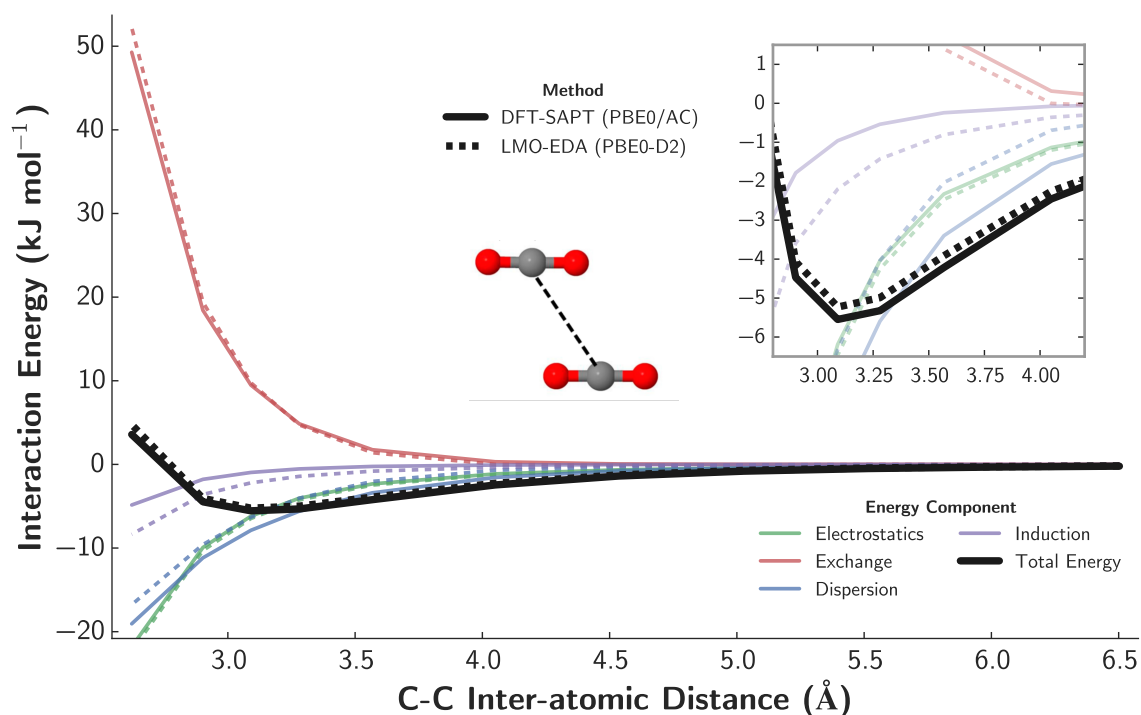 Interaction Energy (kJ mol⁻¹)
50
40
30
20
10
0
−10
−20
Method
DFT-SAPT (PBE0/AC)
LMO-EDA (PBE0-D2)
1
0
−1
−2
−3
−4
−5
−6
3.00 3.25 3.50 3.75 4.00
Energy Component
Electrostatics
Exchange
Dispersion
Induction
Total Energy
3.0 3.5 4.0 4.5 5.0 5.5 6.0 6.5
C-C Inter-atomic Distance (Å)